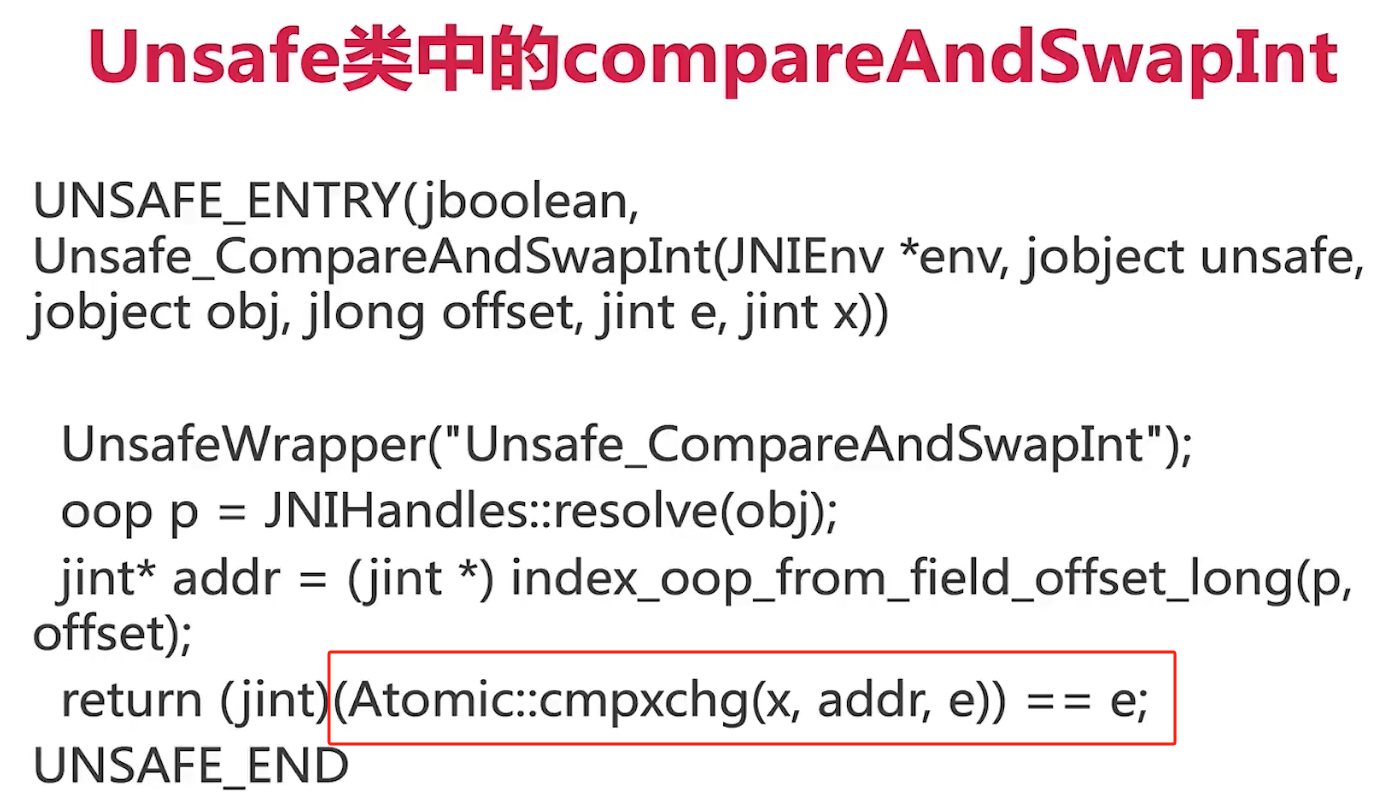 Unsafe类中的compareAndSwapInt
UNSAFE_ENTRY(jboolean,
Unsafe_CompareAndSwapInt(JNIEnv *env, jobject unsafe,
jobject obj, jlong offset, jint e, jint x))
UnsafeWrapper("Unsafe_CompareAndSwapInt");
oop p = JNIHandles::resolve(obj);
jint* addr = (jint *) index_oop_from_field_offset_long(p,
offset);
return (jint)(Atomic::cmpxchg(x, addr, e)) == e;
UNSAFE_END